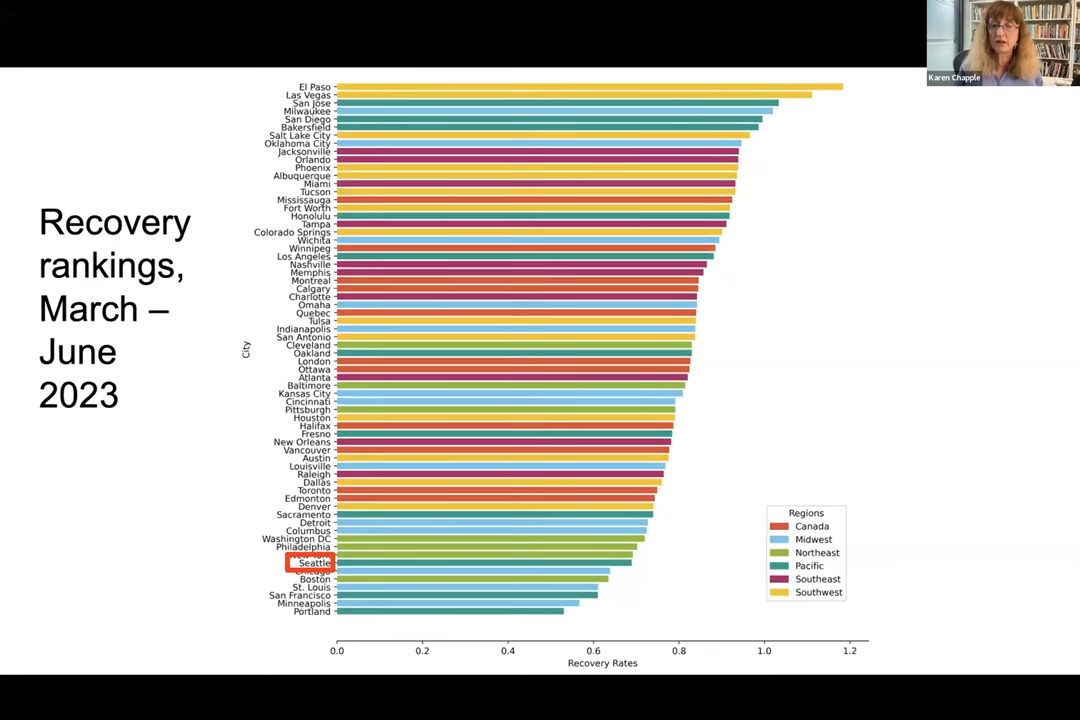 Karen Chapple
Recovery
rankings,
March –
June
2023
City
El Paso
Las Vegas
San Jose
Milwaukee
San Diego
Bakersfield
Salt Lake City
Oklahoma City
Jacksonville
Orlando
Phoenix
Albuquerque
Miami
Tucson
Mississauga
Fort Worth
Honolulu
Tampa
Colorado Springs
Wichita
Winnipeg
Los Angeles
Nashville
Memphis
Montreal
Calgary
Charlotte
Omaha
Quebec
Tulsa
Indianapolis
San Antonio
Cleveland
Oakland
London
Ottawa
Atlanta
Baltimore
Kansas City
Cincinnati
Pittsburgh
Houston
Halifax
Fresno
New Orleans
Vancouver
Austin
Louisville
Raleigh
Dallas
Toronto
Edmonton
Denver
Sacramento
Detroit
Columbus
Washington DC
Philadelphia
New York
Seattle
Chicago
Boston
St. Louis
San Francisco
Minneapolis
Portland
Regions
Canada
Midwest
Northeast
Pacific
Southeast
Southwest
0.0 0.2 0.4 0.6 0.8 1.0 1.2
Recovery Rates